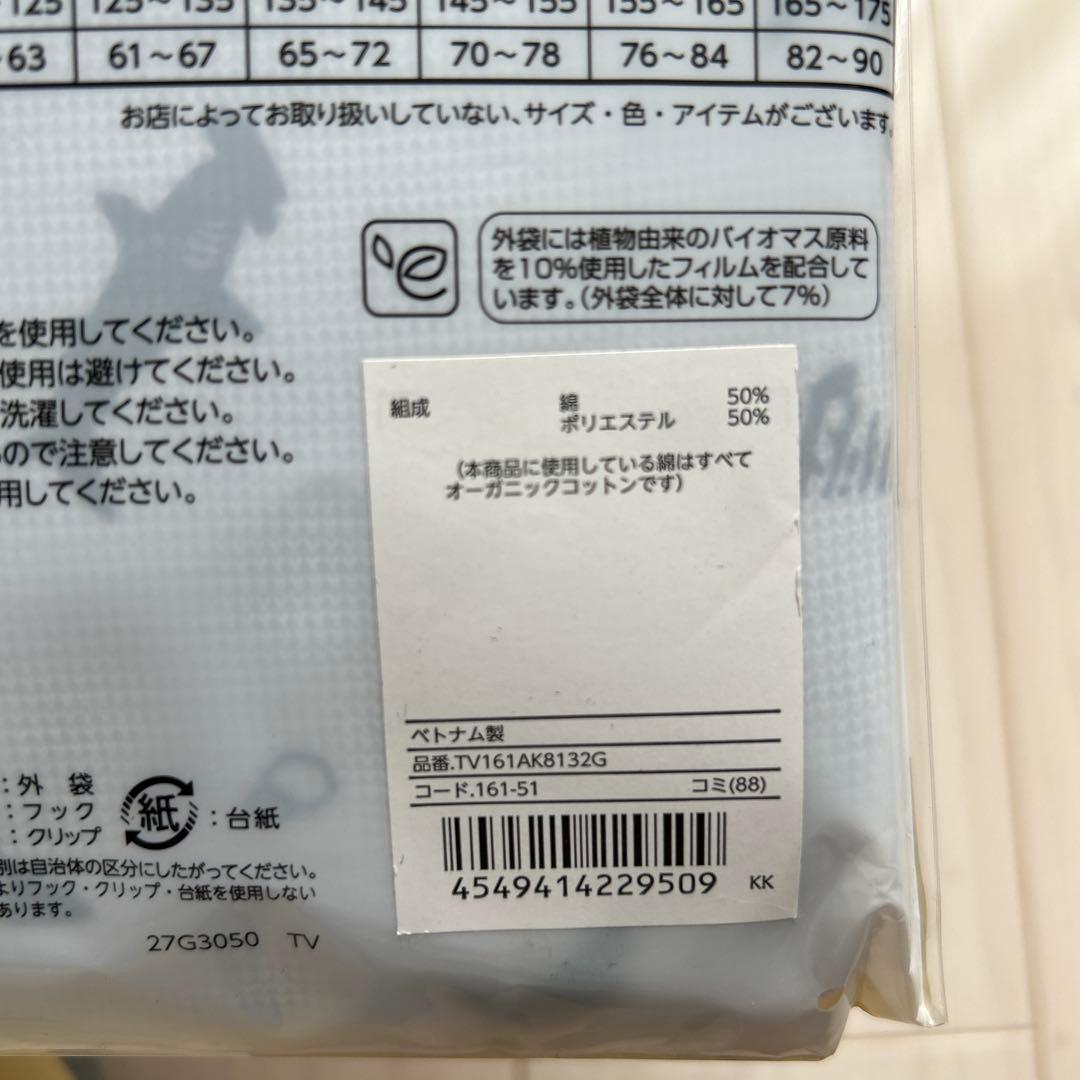 125 125～135 135～145 145～155 155～165 165～175
～63 61～67 65～72 70～78 76～84 82～90
お店によってお取り扱いしていない、サイズ・色・アイテムがございます。
外袋には植物由来のバイオマス原料
を10%使用したフィルムを配合して
います。(外袋全体に対して7%)
を使用してください。
使用は避けてください。
洗濯してください。
ので注意してください。
用してください。
組成 綿 50%
ポリエステル 50%
(本商品に使用している綿はすべて
オーガニックコットンです)
ベトナム製
品番.TV161AK8132G
コード.161-51 コミ(88)
4549414229509 KK
：外 袋
：フック
：クリップ
紙 ：台紙
別は自治体の区分にしたがってください。
よりフック・クリップ・台紙を使用しない
あります。
27G3050 TV